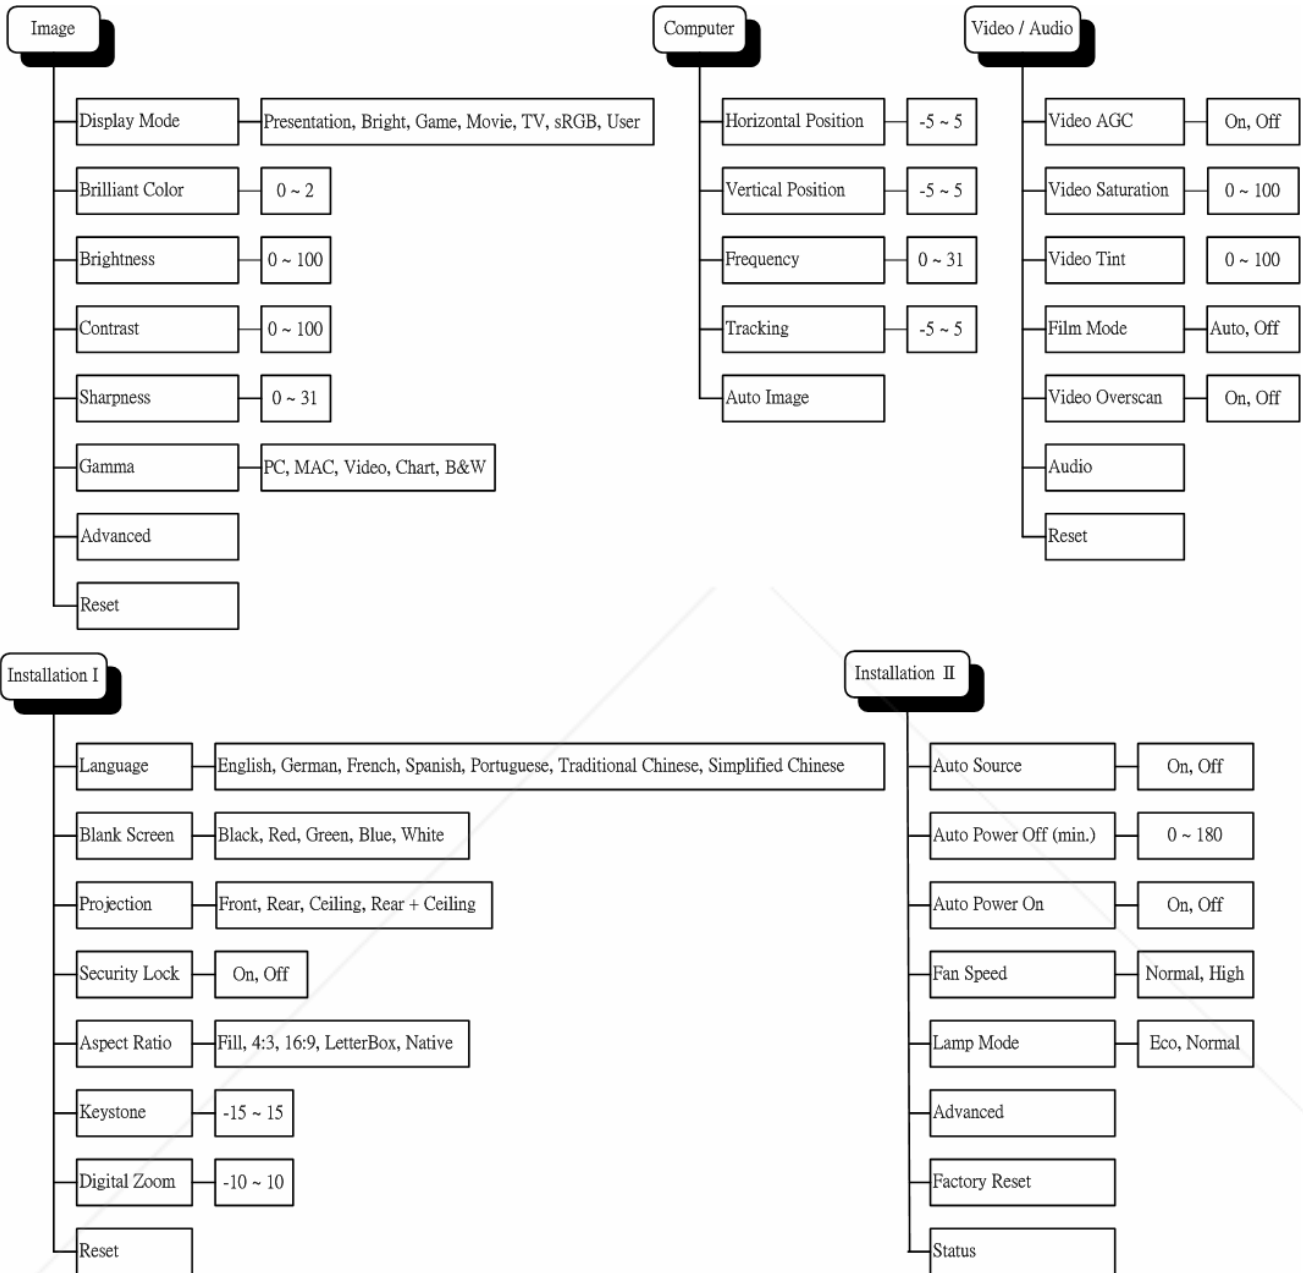 Image
Display Mode Presentation, Bright, Game, Movie, TV, sRGB, User
Brilliant Color 0 ~ 2
Brightness 0 ~ 100
Contrast 0 ~ 100
Sharpness 0 ~ 31
Gamma PC, MAC, Video, Chart, B&W
Advanced
Reset
Computer
Horizontal Position -5 ~ 5
Vertical Position -5 ~ 5
Frequency 0 ~ 31
Tracking -5 ~ 5
Auto Image
Video / Audio
Video AGC On, Off
Video Saturation 0 ~ 100
Video Tint 0 ~ 100
Film Mode Auto, Off
Video Overscan On, Off
Audio
Reset
Installation I
Language English, German, French, Spanish, Portuguese, Traditional Chinese, Simplified Chinese
Blank Screen Black, Red, Green, Blue, White
Projection Front, Rear, Ceiling, Rear + Ceiling
Security Lock On, Off
Aspect Ratio Fill, 4:3, 16:9, LetterBox, Native
Keystone -15 ~ 15
Digital Zoom -10 ~ 10
Reset
Installation II
Auto Source On, Off
Auto Power Off (min.) 0 ~ 180
Auto Power On On, Off
Fan Speed Normal, High
Lamp Mode Eco, Normal
Advanced
Factory Reset
Status